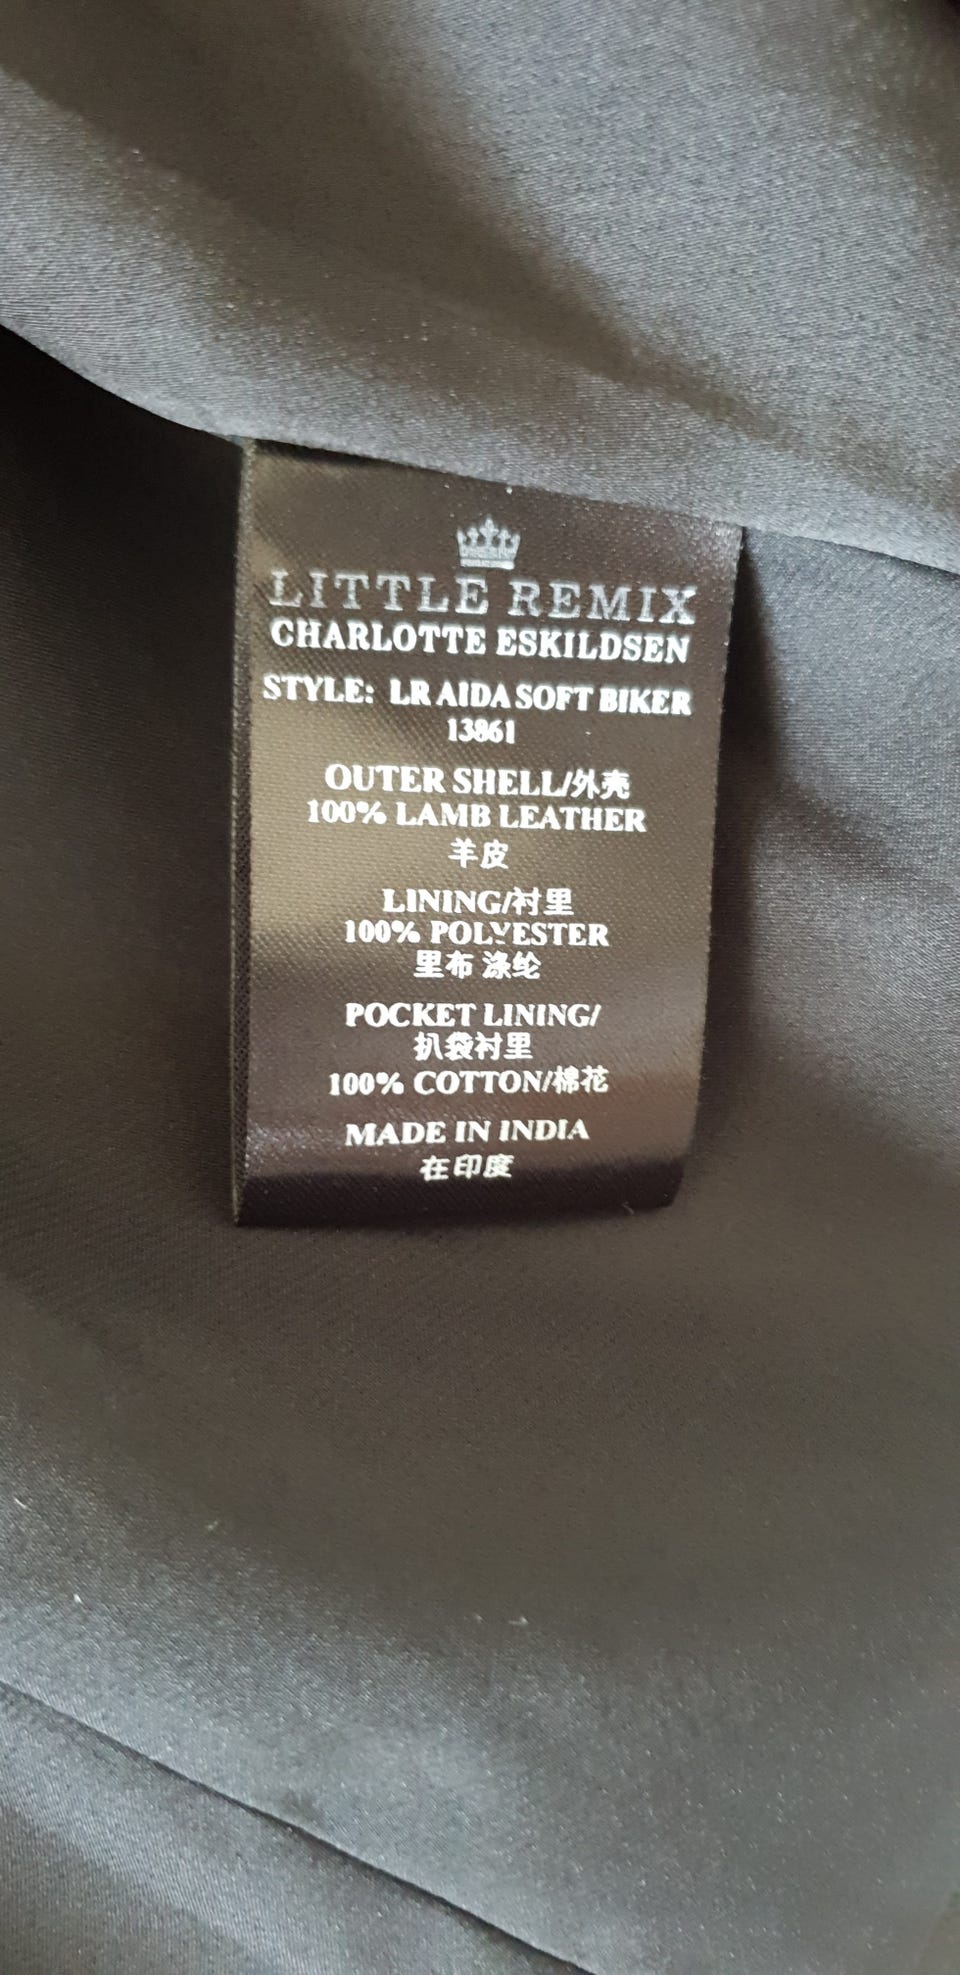 LITTLE REMIX
CHARLOTTE ESKILDSEN
STYLE: LR AIDA SOFT BIKER
13861
OUTER SHELL/外壳
100% LAMB LEATHER
羊皮
LINING/衬里
100% POLYESTER
里布 涤纶
POCKET LINING/
扒袋衬里
100% COTTON/棉花
MADE IN INDIA
在印度